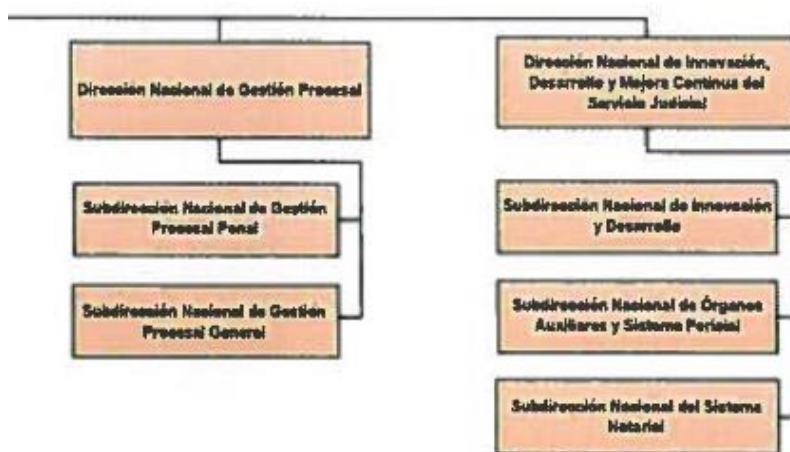 Dirección Nacional de Gestión Procesal
Subdirección Nacional de Gestión
Procesal Penal
Subdirección Nacional de Gestión
Procesal General
Dirección Nacional de Innovación,
Desarrollo y Mejora Continua del
Servicio Judicial
Subdirección Nacional de Innovación
y Desarrollo
Subdirección Nacional de Órganos
Auxiliares y Sistema Pericial
Subdirección Nacional del Sistema
Notarial